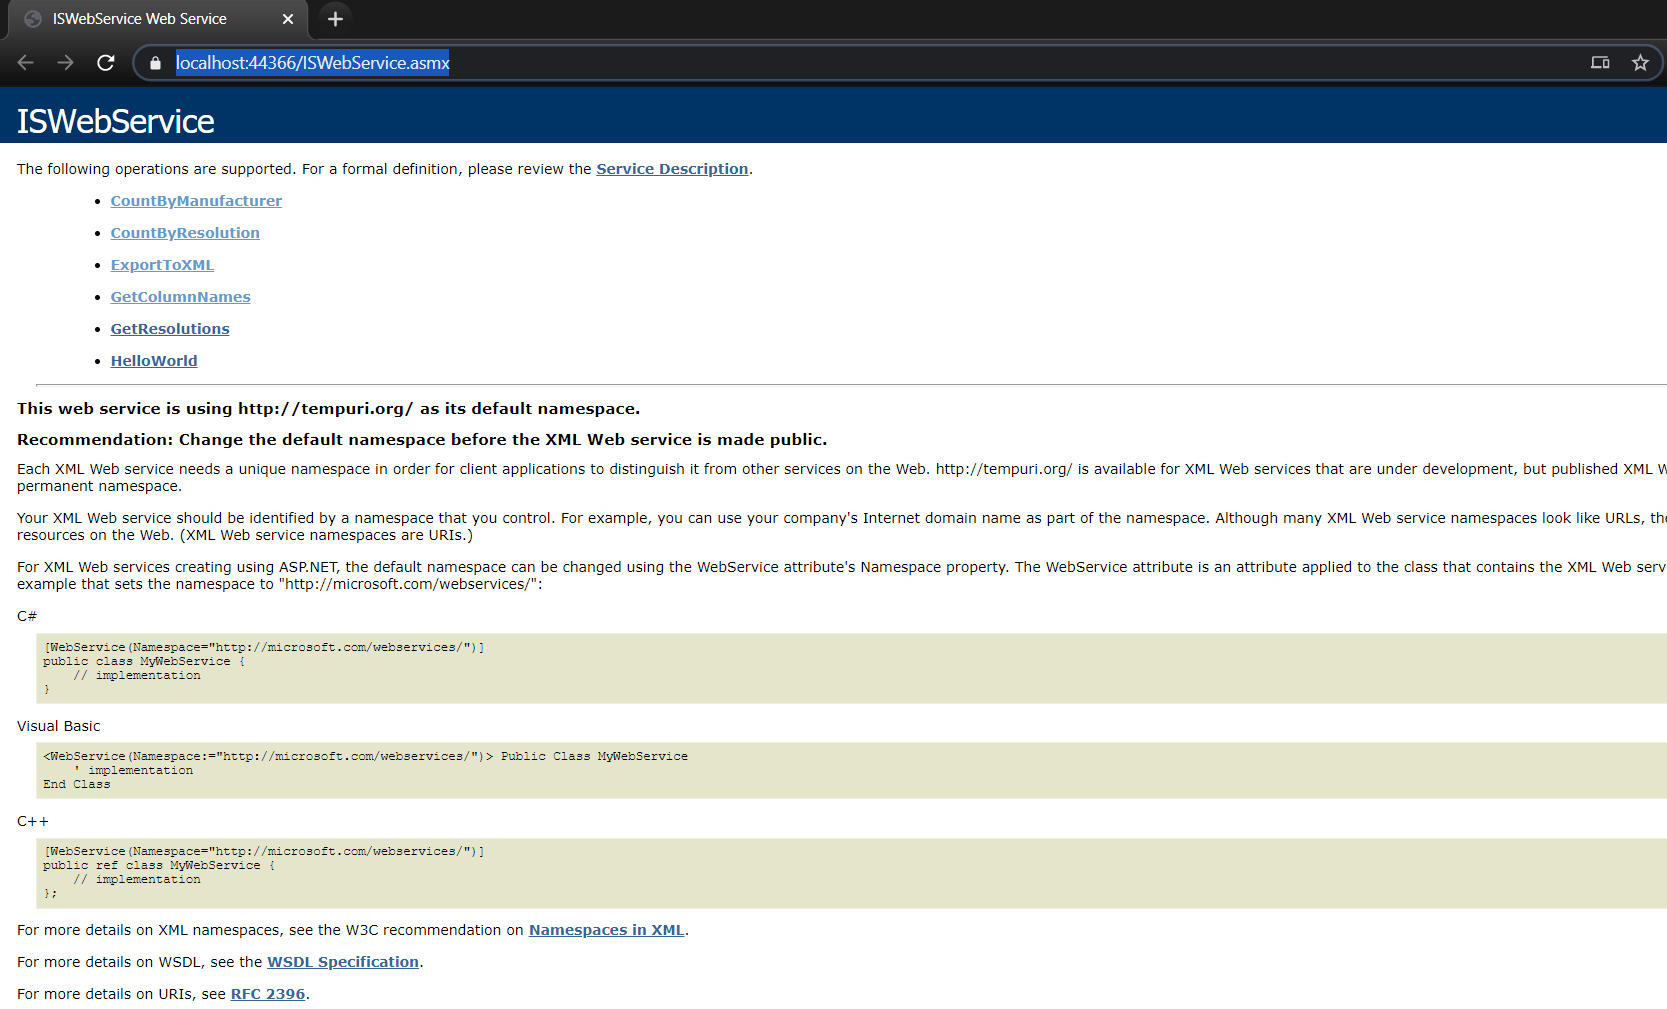 ISWebService Web Service
localhost:44366/ISWebService.asmx
ISWebService
The following operations are supported. For a formal definition, please review the Service Description.
CountByManufacturer
CountByResolution
ExportToXML
GetColumnNames
GetResolutions
HelloWorld
This web service is using http://tempuri.org/ as its default namespace.
Recommendation: Change the default namespace before the XML Web service is made public.
Each XML Web service needs a unique namespace in order for client applications to distinguish it from other services on the Web. http://tempuri.org/ is available for XML Web services that are under development, but published XML
permanent namespace.
Your XML Web service should be identified by a namespace that you control. For example, you can use your company's Internet domain name as part of the namespace. Although many XML Web service namespaces look like URLs,
resources on the Web. (XML Web service namespaces are URIs.)
For XML Web services creating using ASP.NET, the default namespace can be changed using the WebService attribute's Namespace property. The WebService attribute is an attribute applied to the class that contains the XML Web
example that sets the namespace to "http://microsoft.com/webservices/":
C#
[WebService(Namespace="http://microsoft.com/webservices/")]
public class MyWebService {
// implementation
}
Visual Basic
<WebService(Namespace:="http://microsoft.com/webservices/")> Public Class MyWebService
' implementation
End Class
C++
[WebService(Namespace="http://microsoft.com/webservices/")]
public ref class MyWebService {
// implementation
};
For more details on XML namespaces, see the W3C recommendation on Namespaces in XML.
For more details on WSDL, see the WSDL Specification.
For more details on URIs, see RFC 2396.